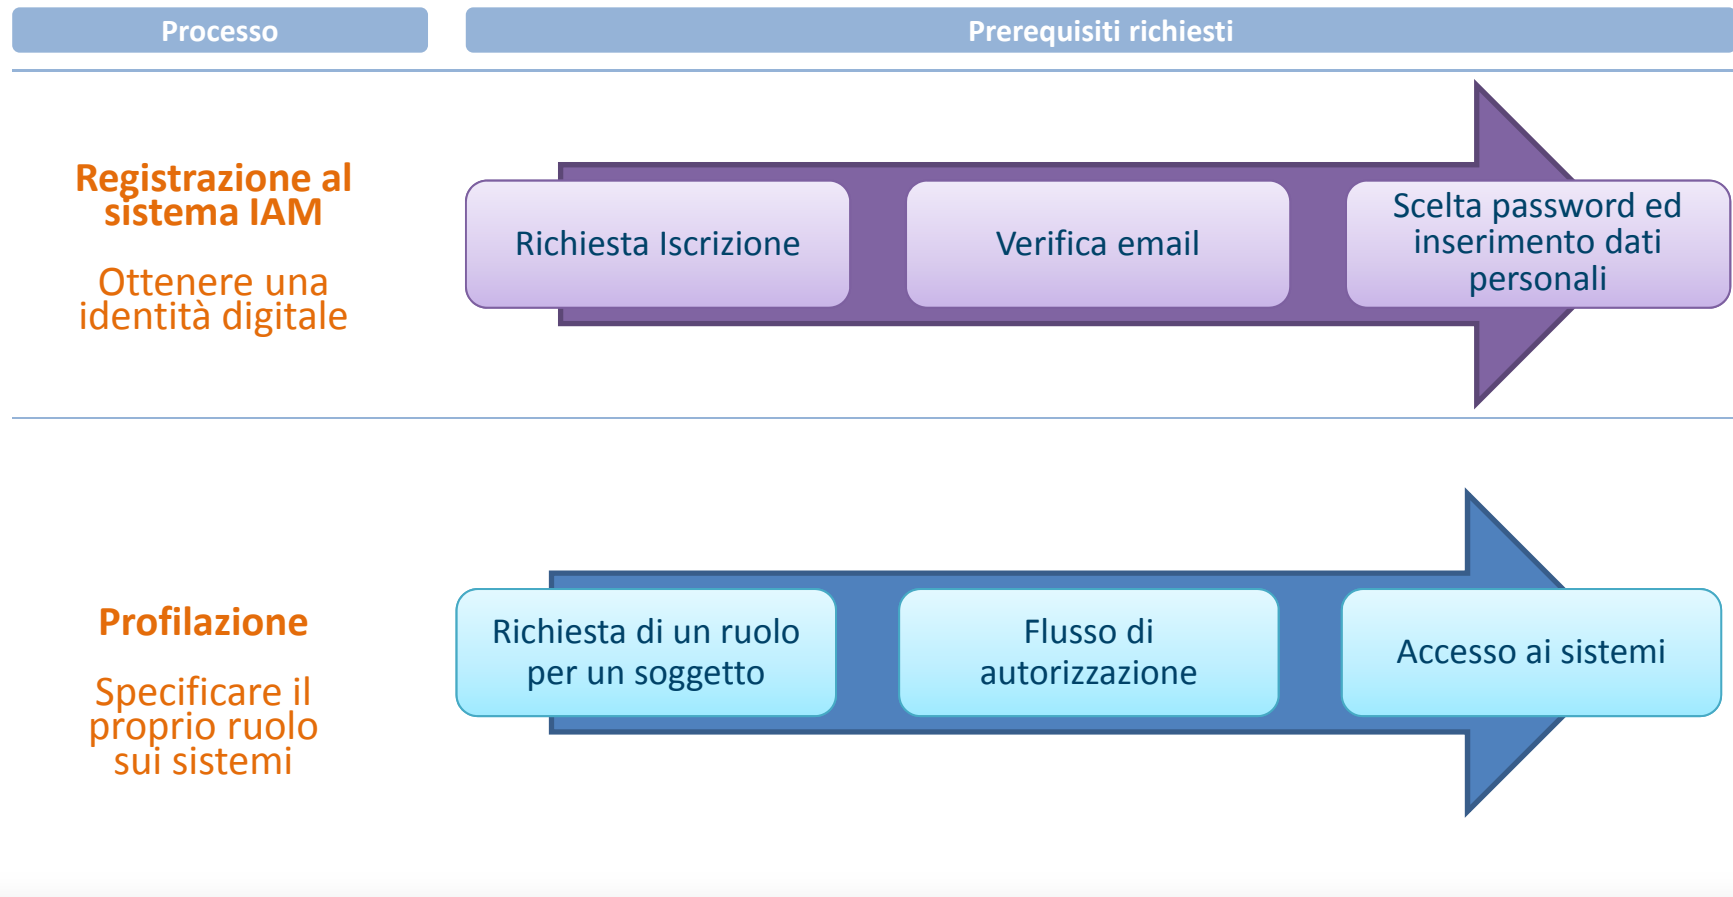 Processo
Prerequisiti richiesti
Registrazione al
sistema IAM
Ottenere una
identità digitale
Richiesta Iscrizione
Verifica email
Scelta password ed
inserimento dati
personali
Profilazione
Specificare il
proprio ruolo
sui sistemi
Richiesta di un ruolo
per un soggetto
Flusso di
autorizzazione
Accesso ai sistemi